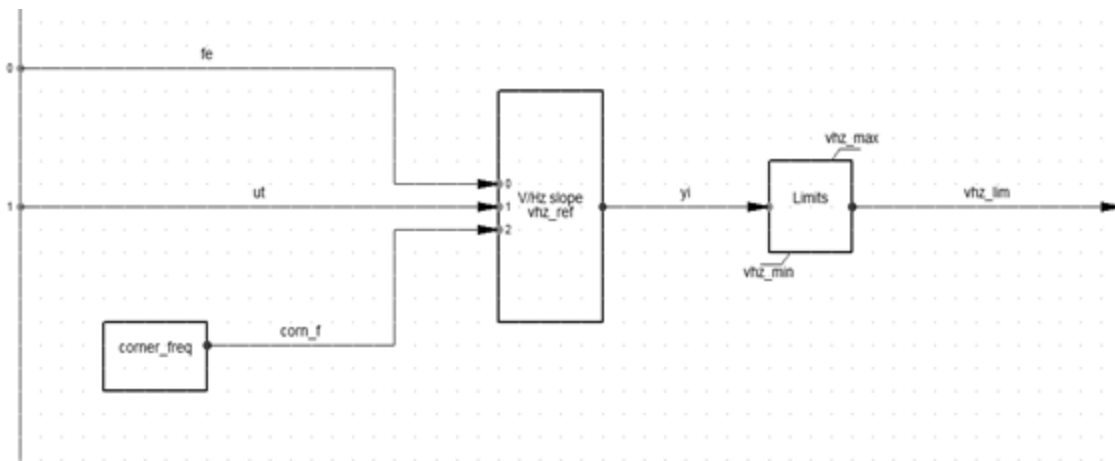 fe
0
vhz_max
0
ut
V/Hz slope
yi
Limits
vhz_lim
1
1
vhz_ref
2
vhz_min
corn_f
corner_freq